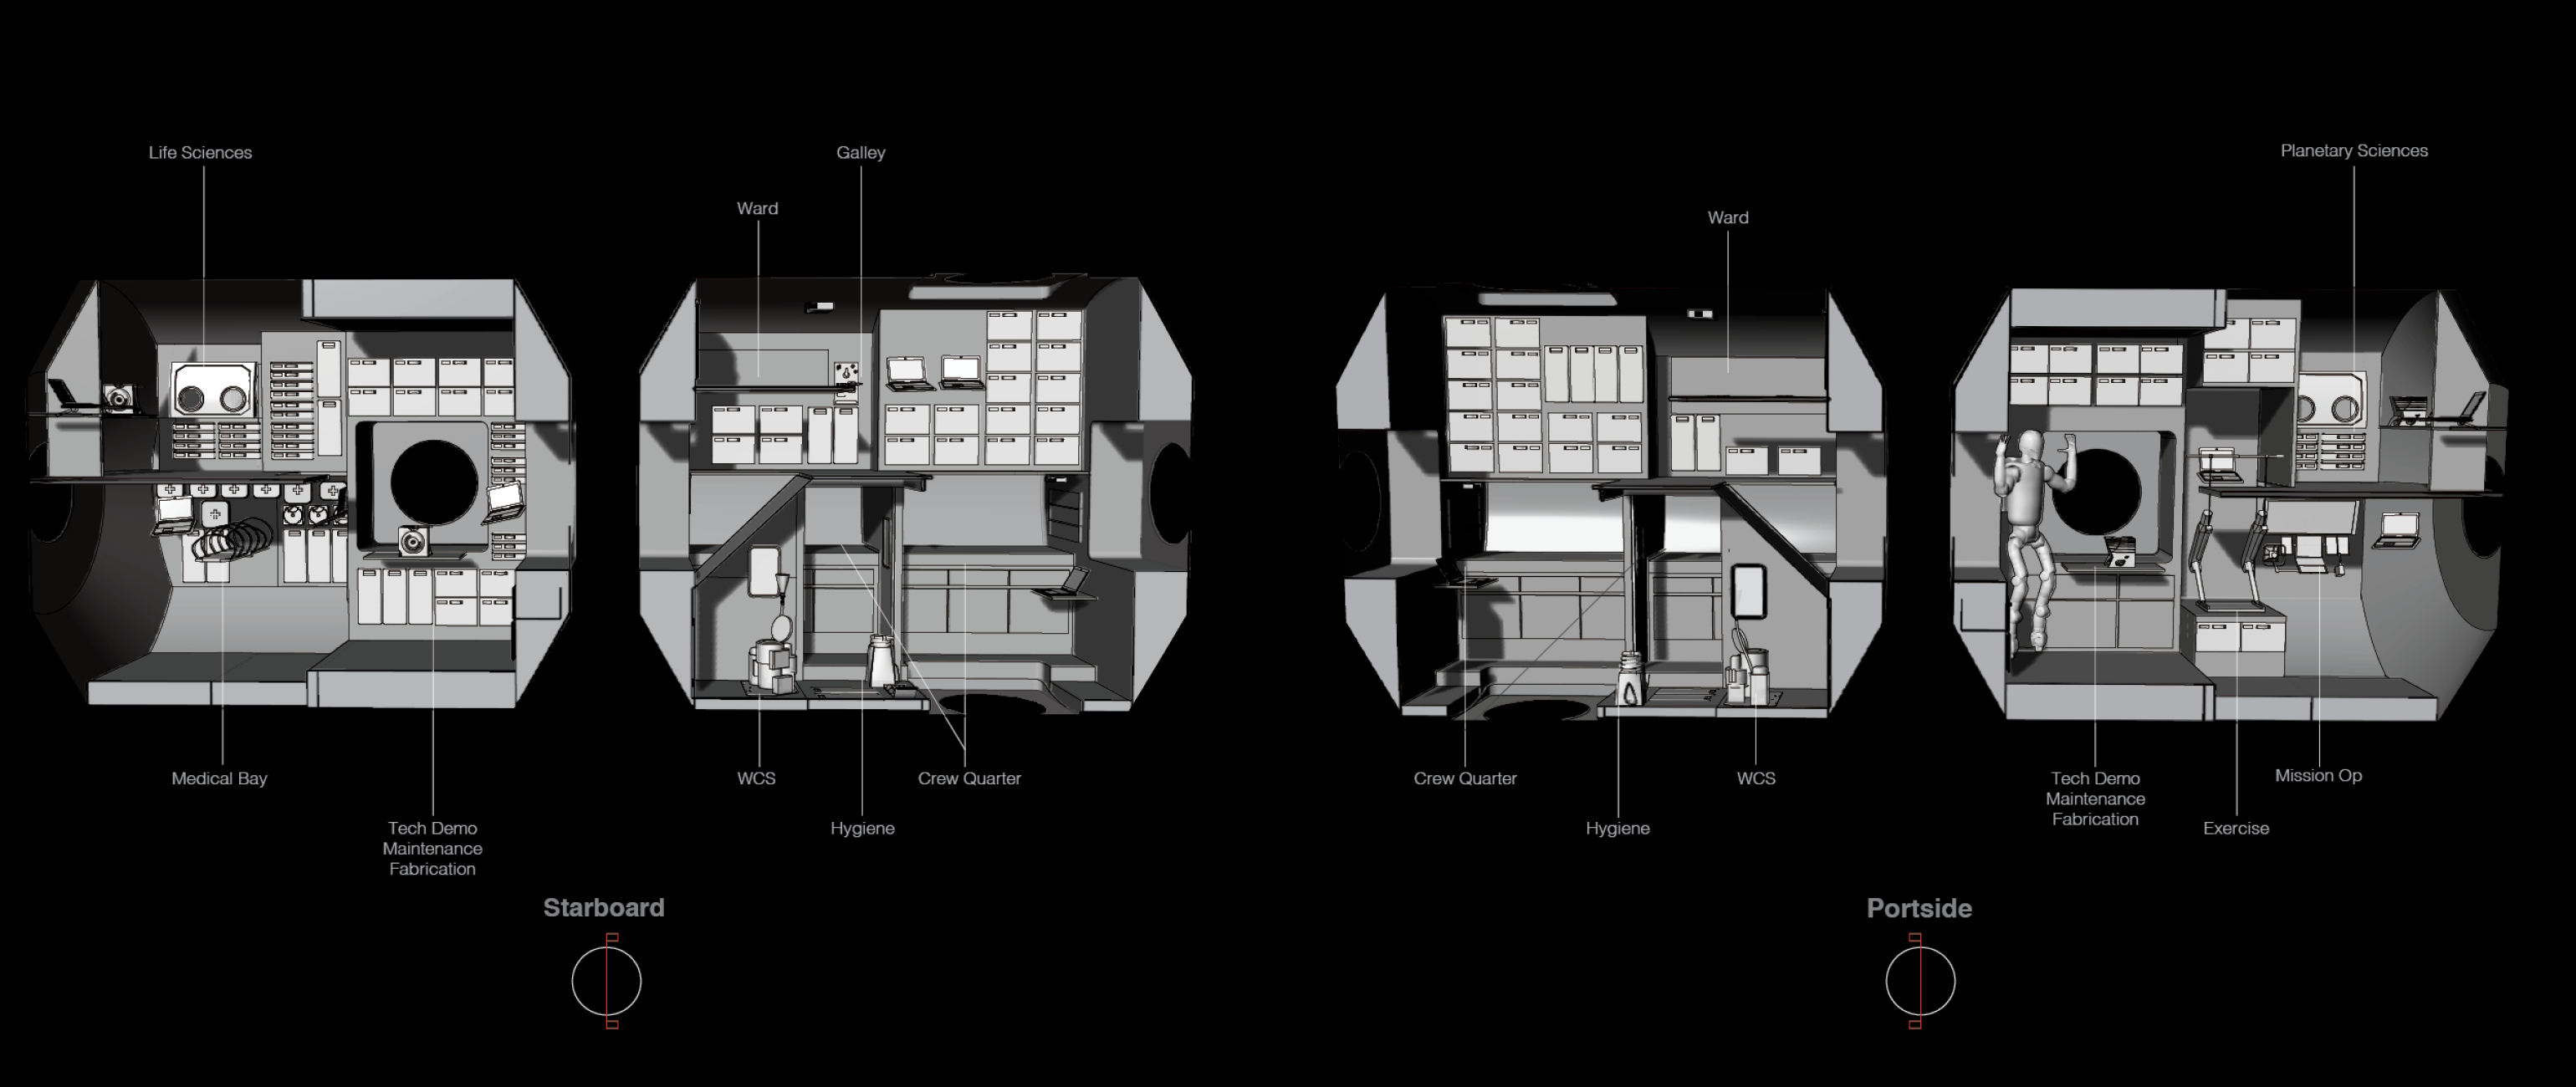 Life Sciences
Galley
Planetary Sciences
Ward
Ward
Medical Bay
WCS
Crew Quarter
Crew Quarter
WCS
Tech Demo
Maintenance
Fabrication
Mission Op
Tech Demo
Maintenance
Fabrication
Hygiene
Hygiene
Exercise
Starboard
Portside